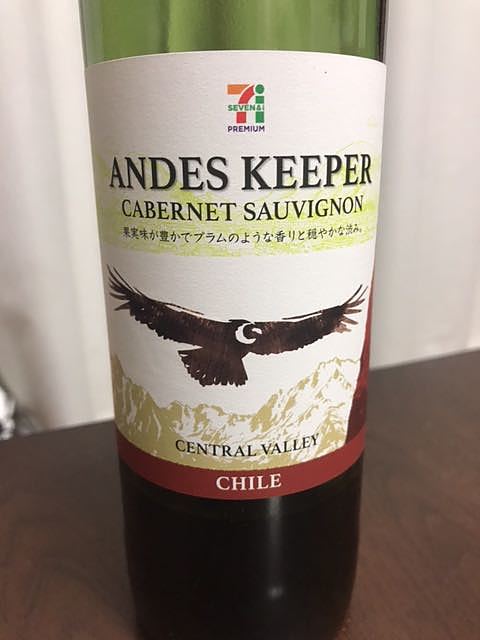 7i
SEVEN&i
PREMIUM
ANDES KEEPER
CABERNET SAUVIGNON
果実味が豊かでプラムのような香りと穏やかな渋み。
CENTRAL VALLEY
CHILE